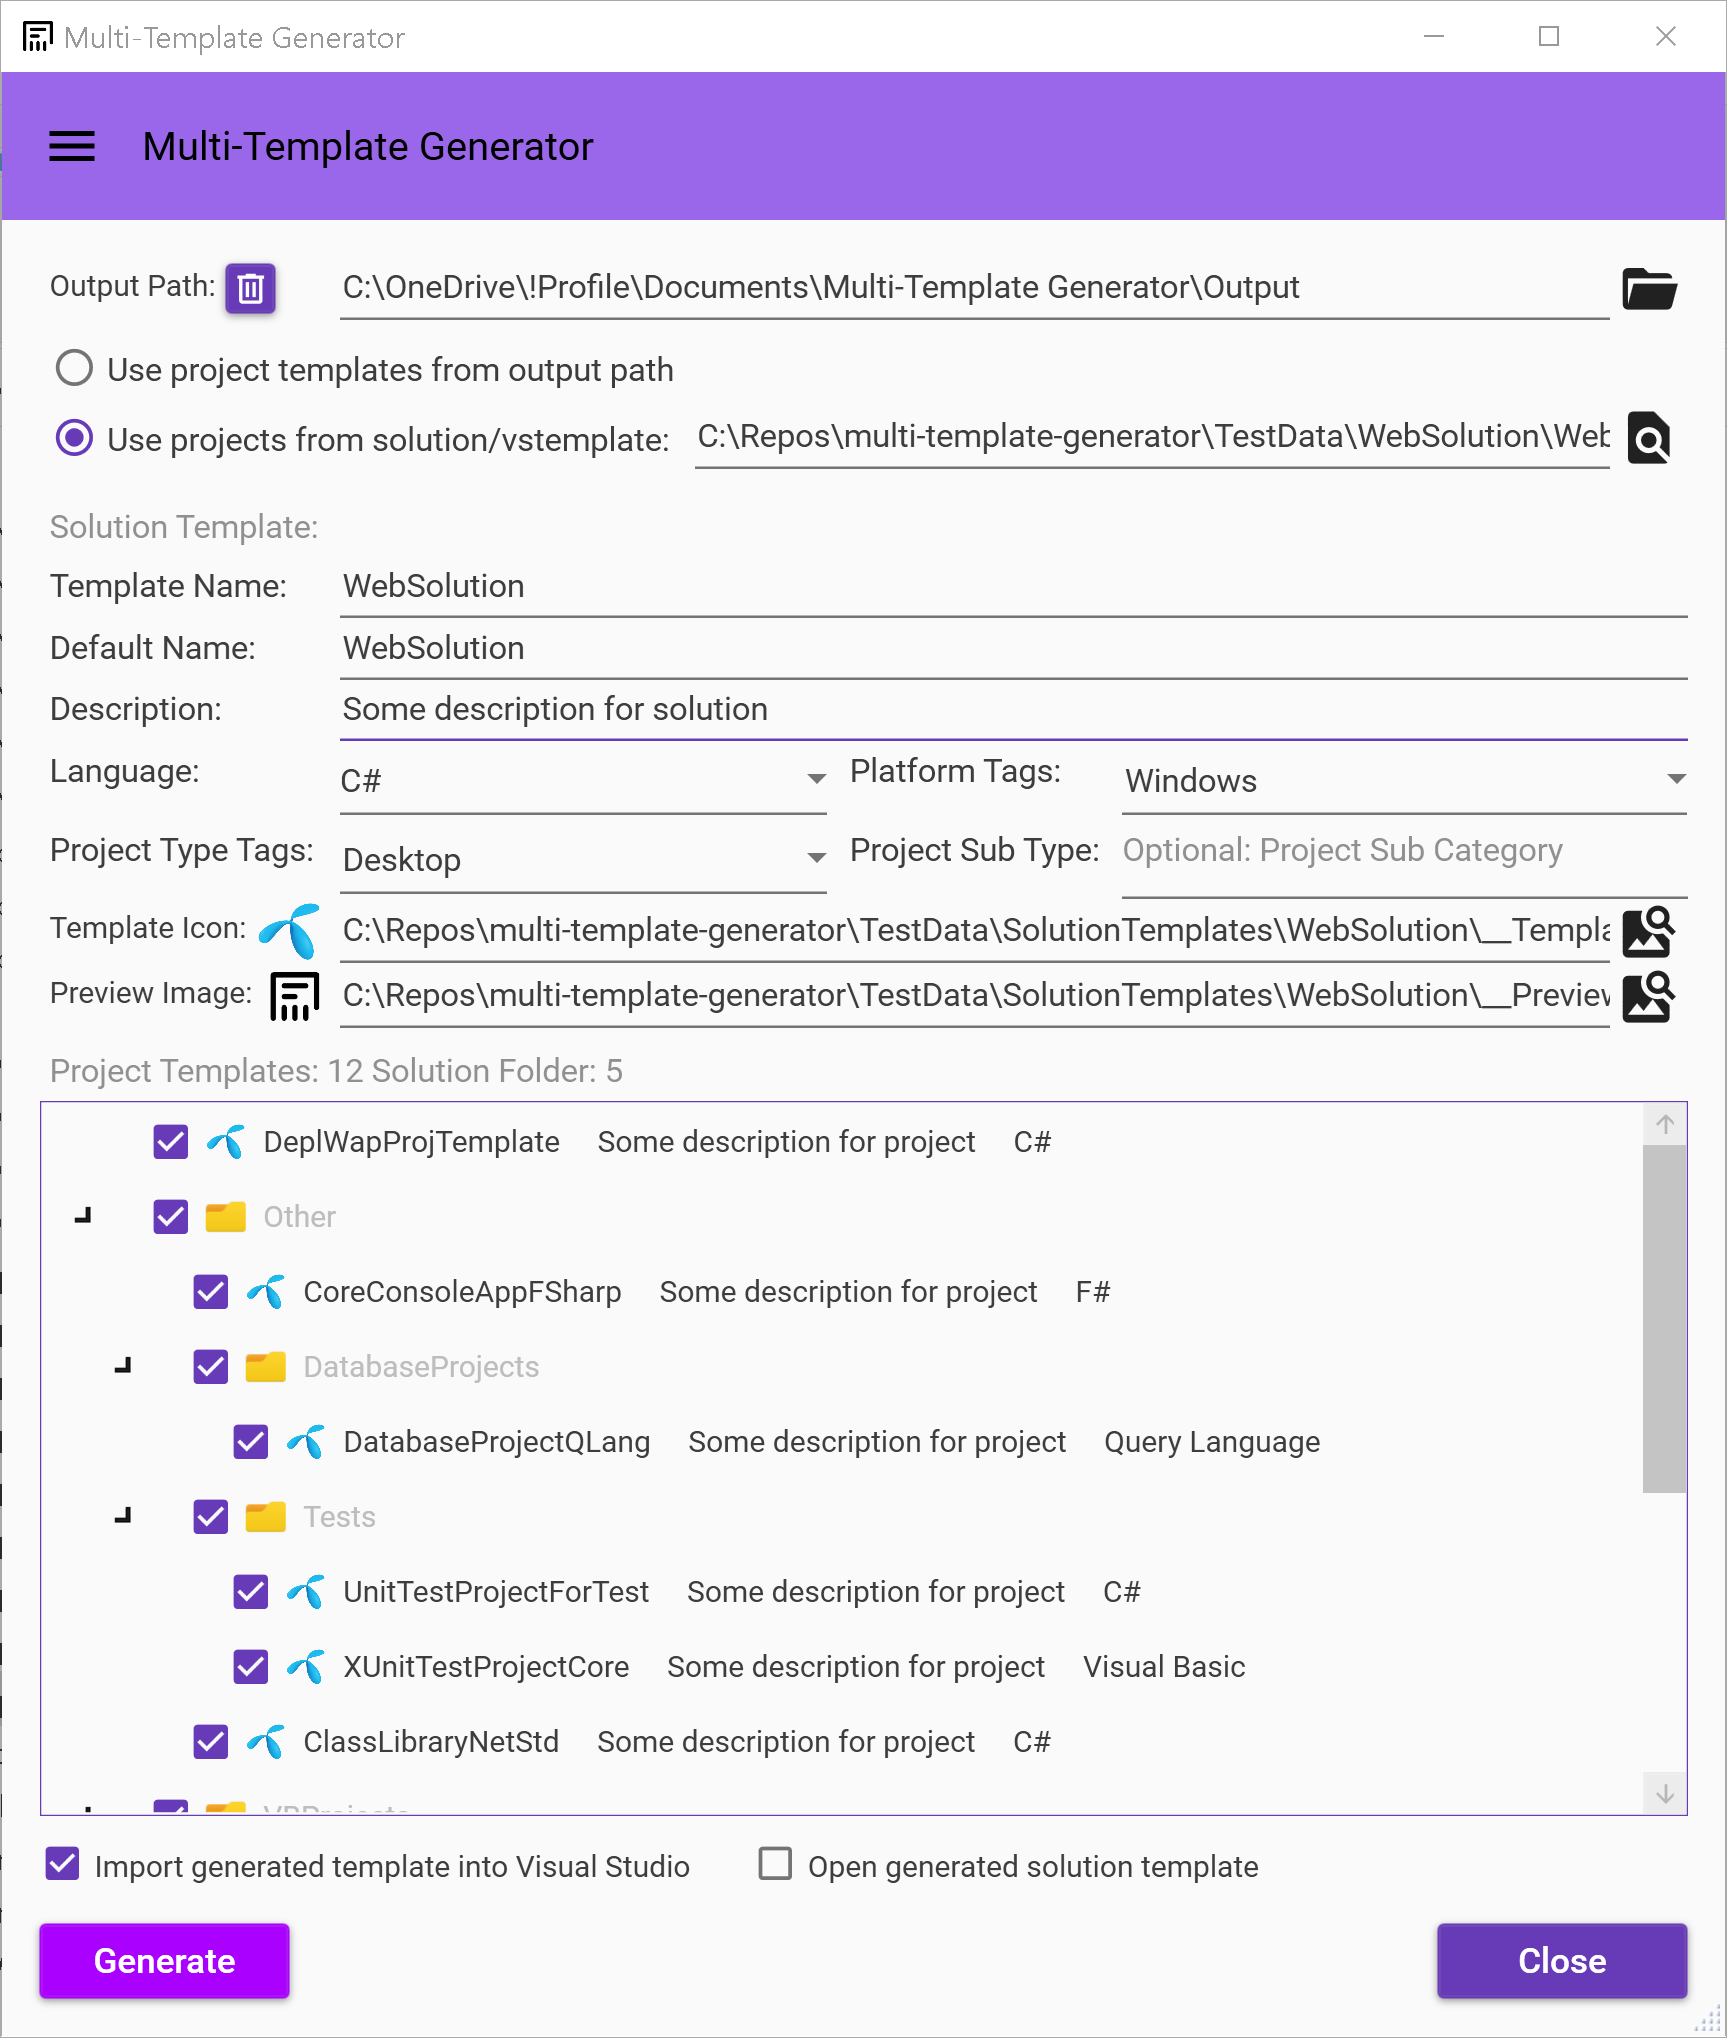 Multi-Template Generator
Multi-Template Generator
Output Path: C:\OneDrive\!Profile\Documents\Multi-Template Generator\Output
Use project templates from output path
Use projects from solution/vstemplate: C:\Repos\multi-template-generator\TestData\WebSolution\Web
Solution Template:
Template Name: WebSolution
Default Name: WebSolution
Description: Some description for solution
Language: C# Platform Tags: Windows
Project Type Tags: Desktop Project Sub Type: Optional: Project Sub Category
Template Icon: C:\Repos\multi-template-generator\TestData\SolutionTemplates\WebSolution\__Templa
Preview Image: C:\Repos\multi-template-generator\TestData\SolutionTemplates\WebSolution\__Preview
Project Templates: 12 Solution Folder: 5
DeplWapProjTemplate Some description for project C#
Other
CoreConsoleAppFSharp Some description for project F#
DatabaseProjects
DatabaseProjectQLang Some description for project Query Language
Tests
UnitTestProjectForTest Some description for project C#
XUnitTestProjectCore Some description for project Visual Basic
ClassLibraryNetStd Some description for project C#
Import generated template into Visual Studio Open generated solution template
Generate Close